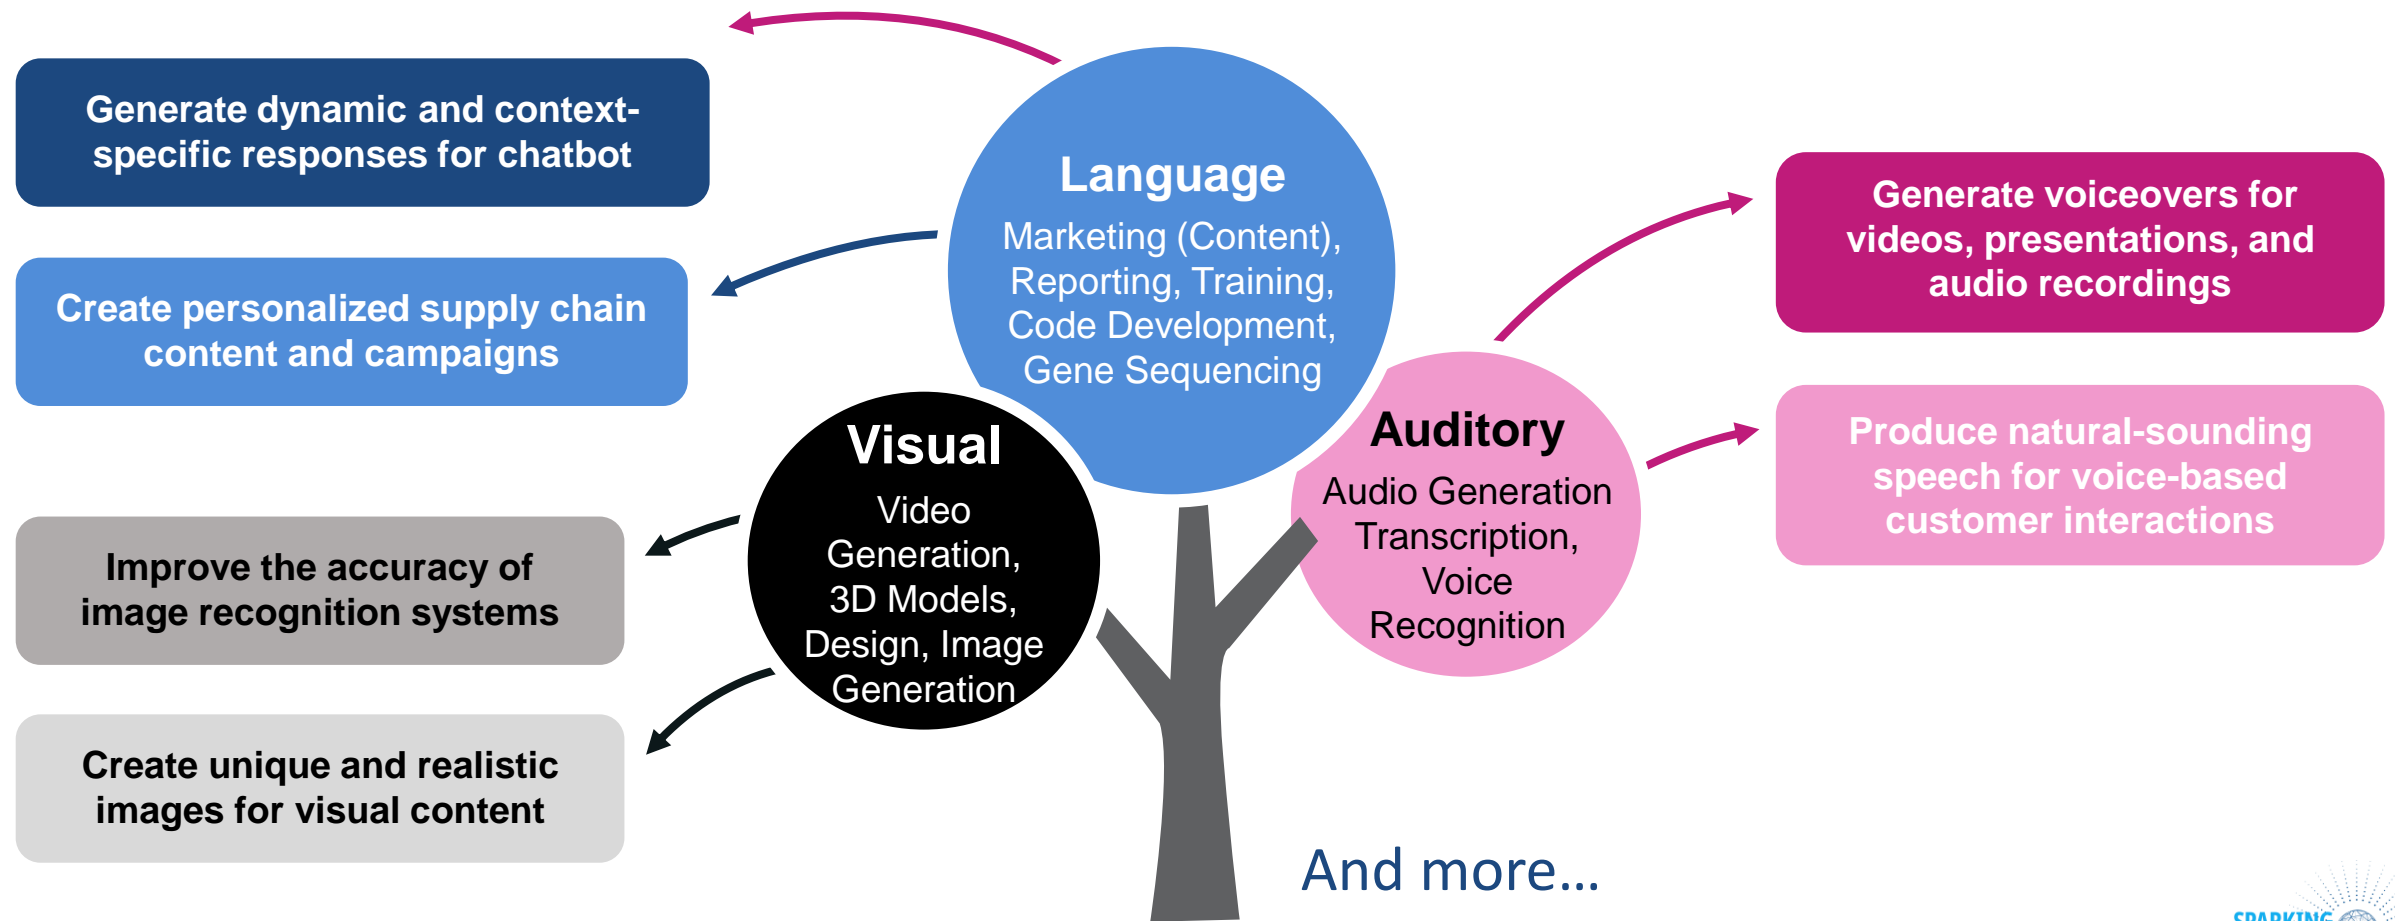 Generate dynamic and context-
specific responses for chatbot
Create personalized supply chain
content and campaigns
Improve the accuracy of
image recognition systems
Create unique and realistic
images for visual content
Language
Marketing (Content),
Reporting, Training,
Code Development,
Gene Sequencing
Visual
Video
Generation,
3D Models,
Design, Image
Generation
Auditory
Audio Generation
Transcription,
Voice
Recognition
Generate voiceovers for
videos, presentations, and
audio recordings
Produce natural-sounding
speech for voice-based
customer interactions
And more...
SPARKING